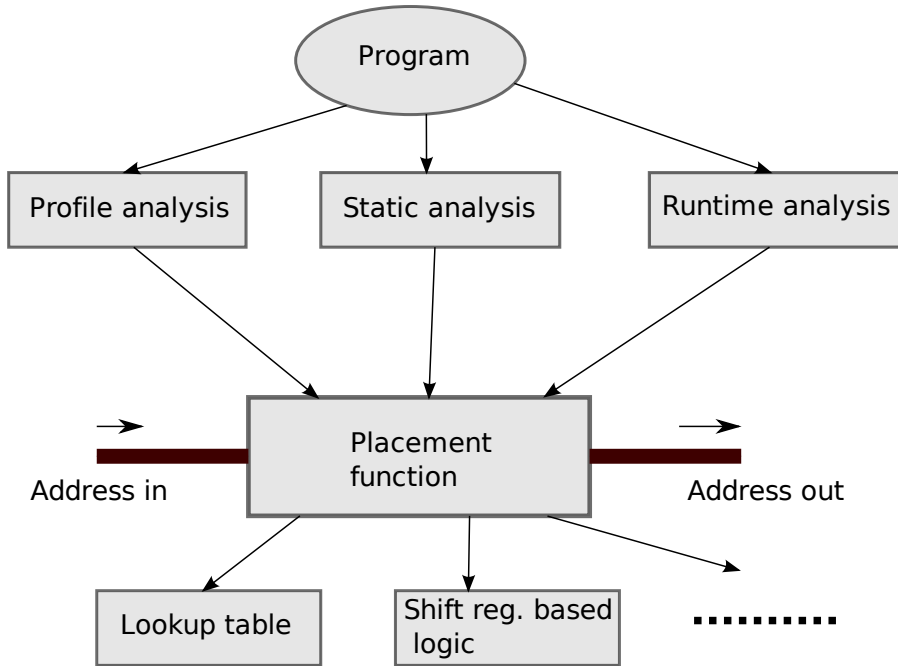 Program
Profile analysis
Static analysis
Runtime analysis
Placement
function
Address in
Address out
Lookup table
Shift reg. based
logic